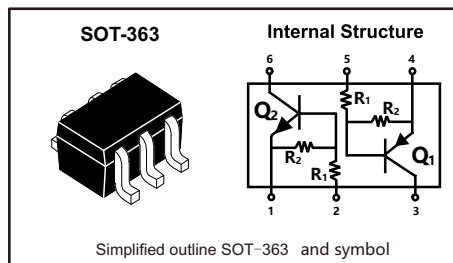 SOT-363
Internal Structure
6 5 4
R₁ R₂
Q₂
R₂ R₁ Q₁
1 2 3
Simplified outline SOT-363 and symbol